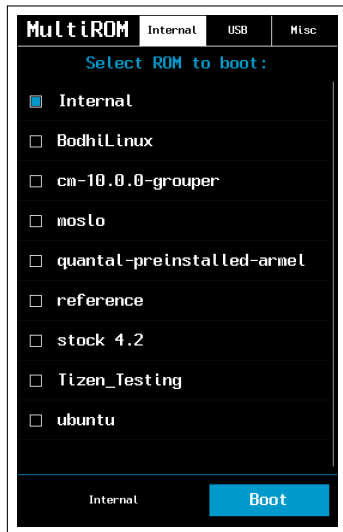 MultiROM Internal USB Misc
Select ROM to boot:
Internal
BodhiLinux
cm-10.0.0-grouper
moslo
quantal-preinstalled-armel
reference
stock 4.2
Tizen_Testing
ubuntu
Internal Boot